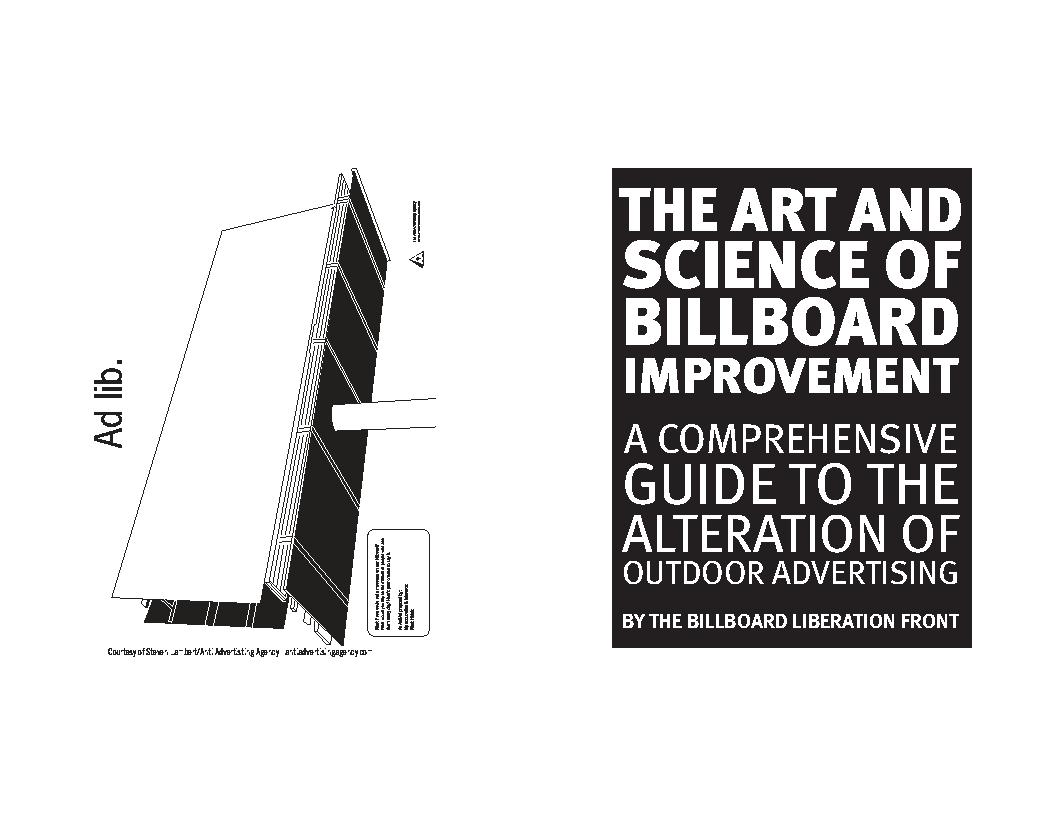 Ad lib.
Courtesy of Steven Lambert/Anti Advertising Agency antiadvertisingagency.com
THE ART AND
SCIENCE OF
BILLBOARD
IMPROVEMENT
A COMPREHENSIVE
GUIDE TO THE
ALTERATION OF
OUTDOOR ADVERTISING
BY THE BILLBOARD LIBERATION FRONT